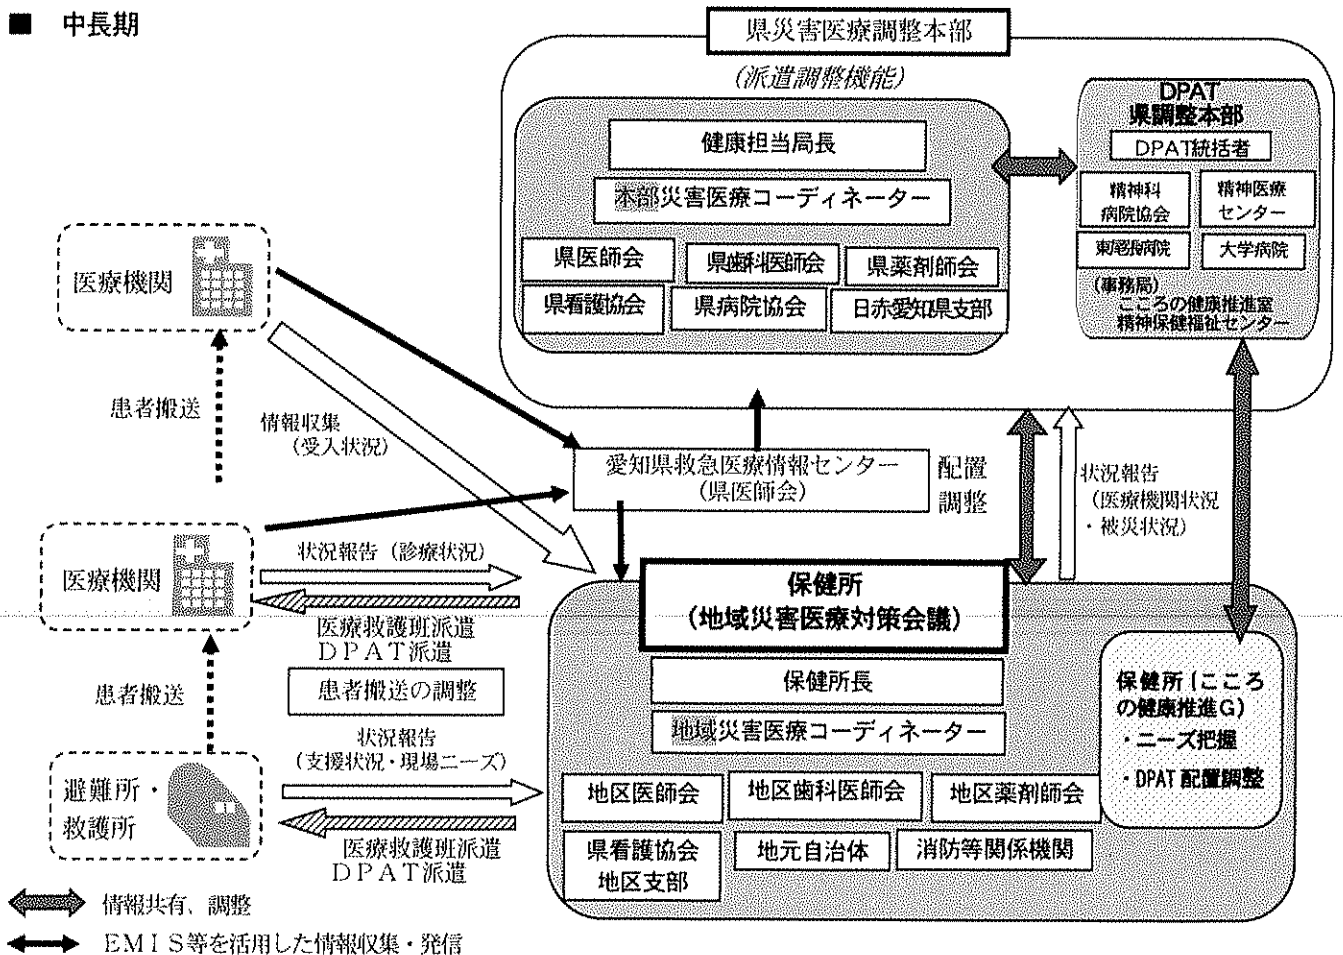 ■ 中長期
県災害医療調整本部
(派遣調整機能)
健康担当局長
本部災害医療コーディネーター
県医師会
県歯科医師会
県薬剤師会
県看護協会
県病院協会
日赤愛知県支部
DPAT
県調整本部
DPAT統括者
精神科
病院協会
精神医療
センター
東尾張病院
大学病院
(事務局)
こころの健康推進室
精神保健福祉センター
医療機関
患者搬送
情報収集
(受入状況)
愛知県救急医療情報センター
(県医師会)
配置
調整
状況報告
(医療機関状況
・被災状況)
医療機関
状況報告(診療状況)
医療救護班派遣
DPAT派遣
患者搬送の調整
患者搬送
状況報告
(支援状況・現場ニーズ)
避難所・
救護所
医療救護班派遣
DPAT派遣
保健所
(地域災害医療対策会議)
保健所長
地域災害医療コーディネーター
地区医師会
地区歯科医師会
地区薬剤師会
県看護協会
地区支部
地元自治体
消防等関係機関
保健所(こころ
の健康推進G)
・ニーズ把握
・DPAT配置調整
情報共有、調整
EMIS等を活用した情報収集・発信